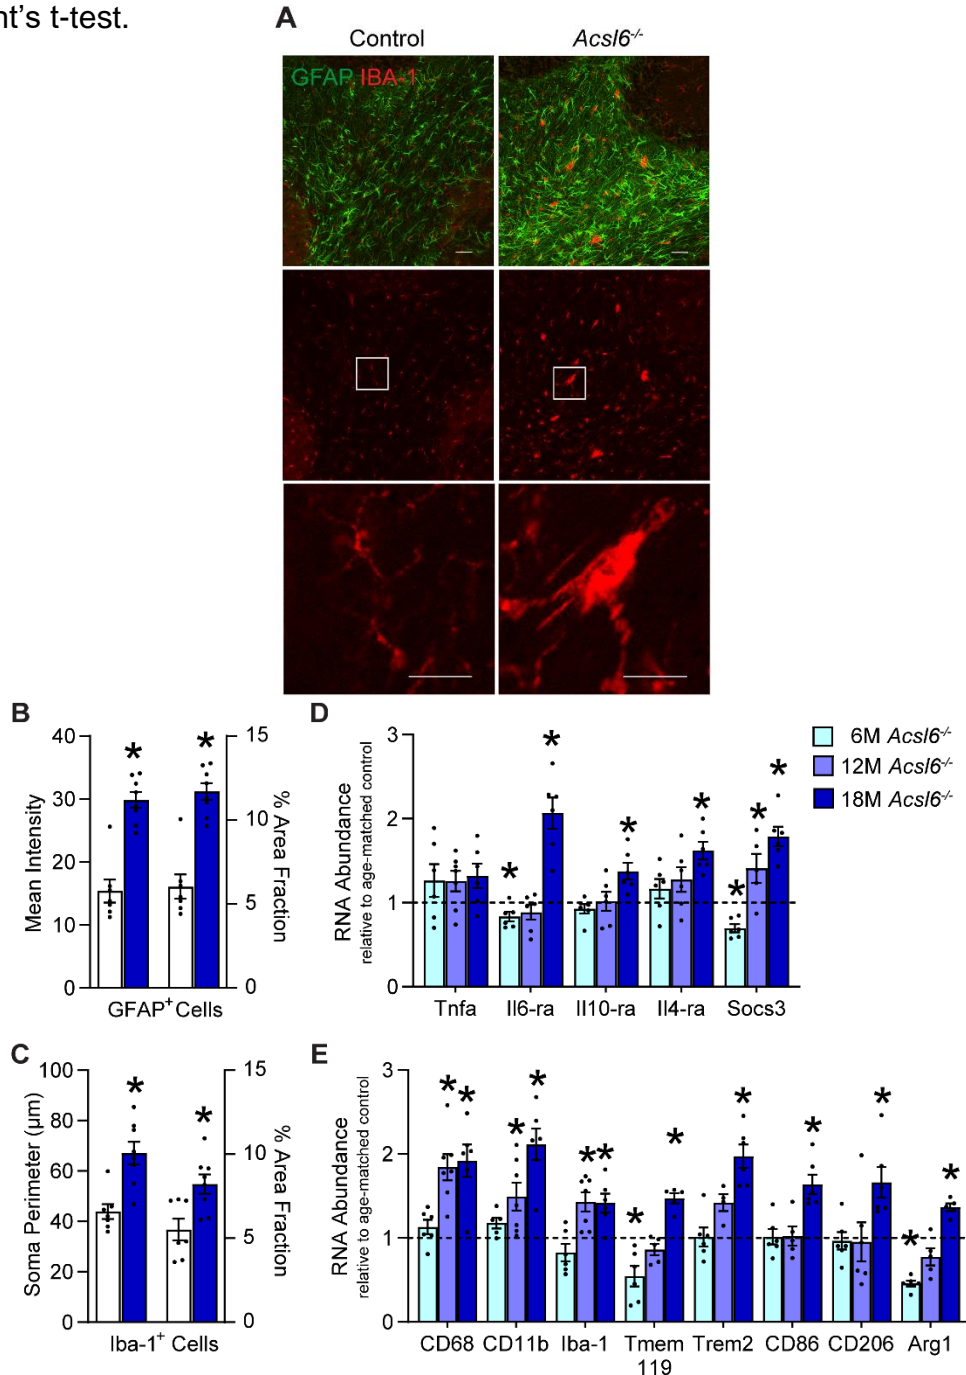 nt's t-test.
A
Control
Acsl6-/-
GFAP IBA-1
B
Mean Intensity
40
30
20
10
0
15
10
5
0
% Area Fraction
GFAP+ Cells
C
Soma Perimeter (µm)
100
80
60
40
20
0
15
10
5
0
% Area Fraction
Iba-1+ Cells
D
RNA Abundance
relative to age-matched control
3
2
1
0
* * * * * * *
Tnfa Il6-ra Il10-ra Il4-ra Socs3
6M Acsl6-/-
12M Acsl6-/-
18M Acsl6-/-
E
RNA Abundance
relative to age-matched control
3
2
1
0
CD68 CD11b Iba-1 Tmem Trem2 CD86 CD206 Arg1
119